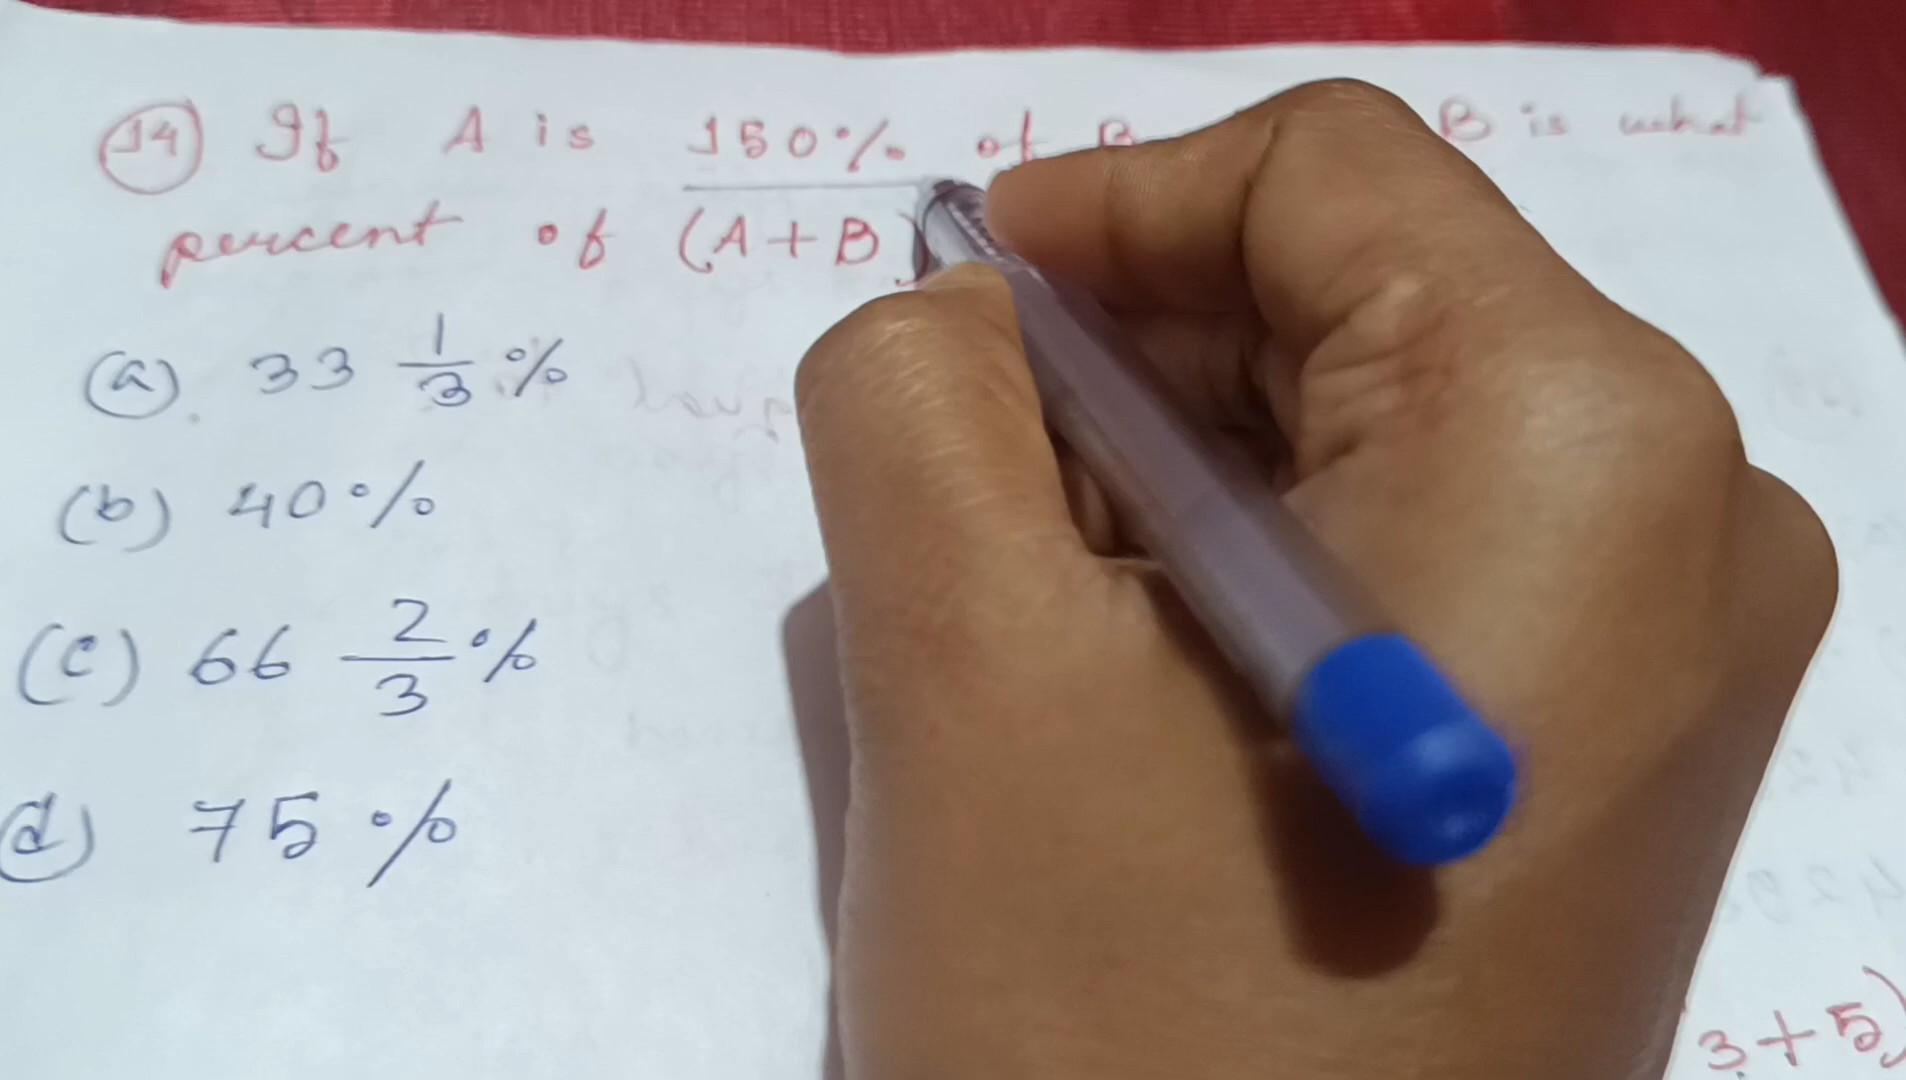 14 If A is 150% of B B is what
percent of (A+B)
(a) 33 1/3 %
(b) 40%
(c) 66 2/3 %
d) 75%
3+5)